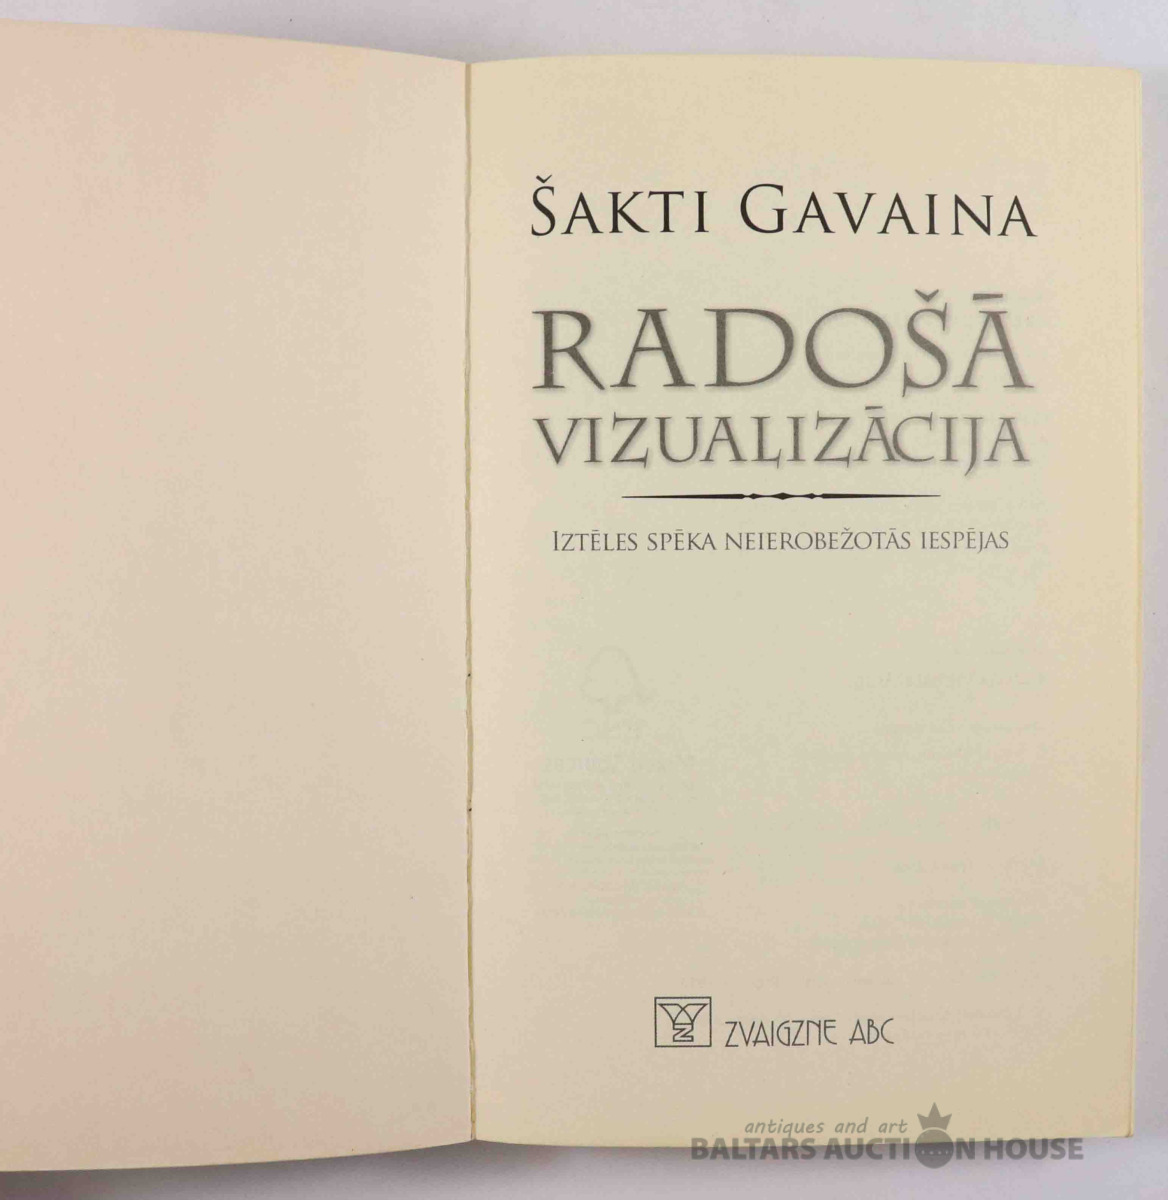 ŠAKTI GAVAINA
RADOŠĀ
VIZUALIZĀCIJA
IZTĒLES SPĒKA NEIEROBEŽOTĀS IESPĒJAS
ZVAIGZNE ABC
antiques and art
BALTARS AUCTION HOUSE